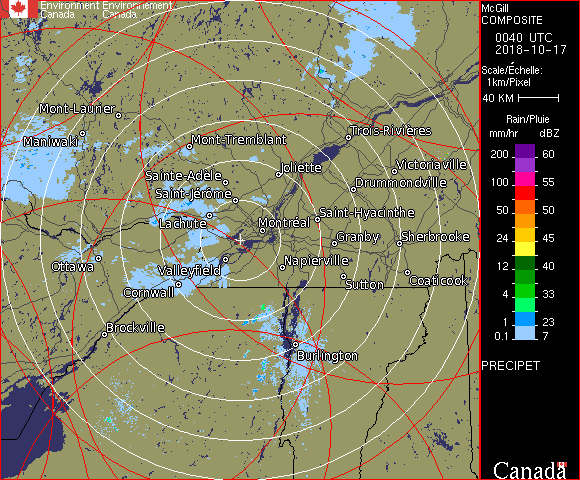 Environment Environnement
Canada Canada
McGill
COMPOSITE
0040 UTC
2018-10-17
Scale/Échelle:
1km/Pixel
40 KM
Rain/Pluie
mm/hr dBZ
200 60
100 55
50 50
24 45
12 40
4 33
1 23
0.1 7
PRECIPET
Canada
Mont-Laurier
Maniwaki
Mont-Tremblant
Trois-Rivières
Joliette
Victoriaville
Sainte-Adèle
Drummondville
Saint-Jérôme
Saint-Hyacinthe
Lachute
Montréal
Granby
Sherbrooke
Ottawa
Valleyfield
Napierville
Cornwall
Sutton
Coaticook
Brockville
Burlington